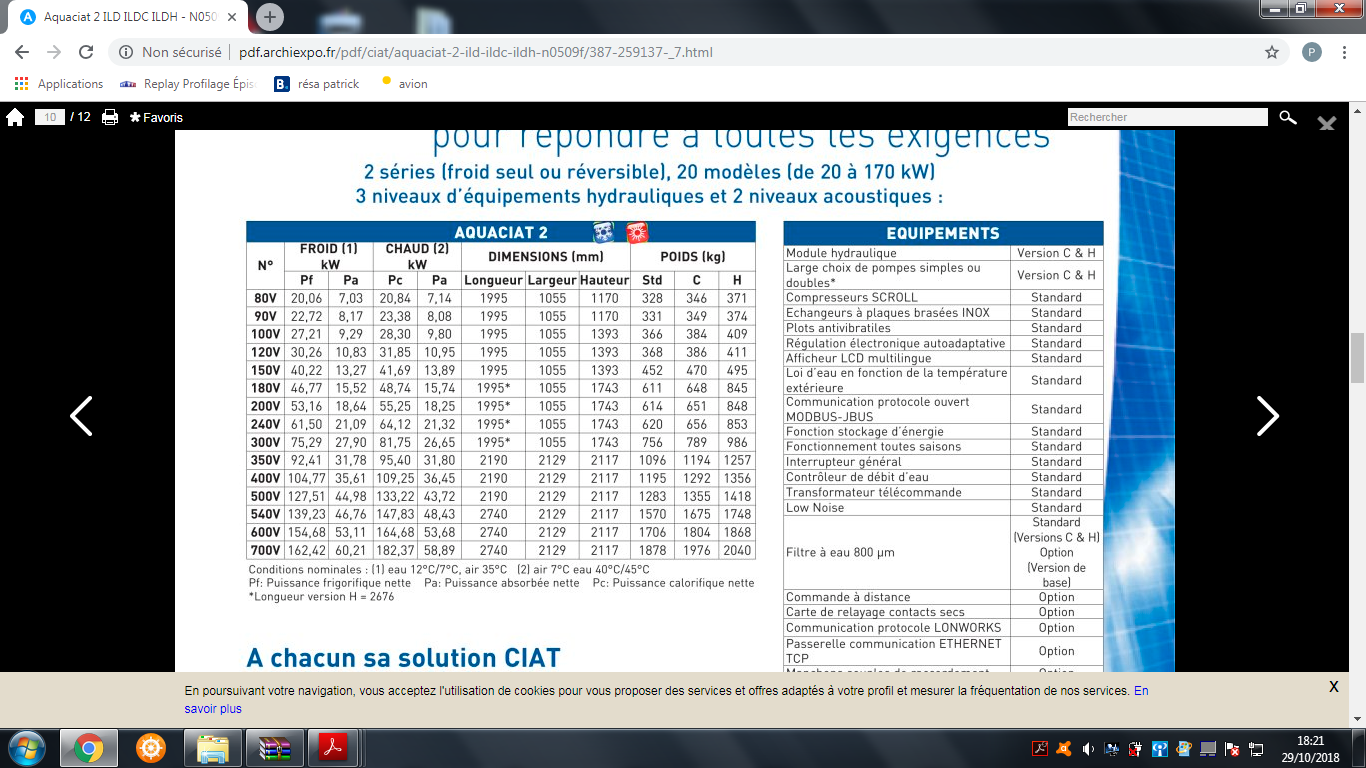 Aquaciat 2 ILD ILDC ILDH - N050
Non sécurisé | pdf.archiexpo.fr/pdf/ciat/aquaciat-2-ild-ildc-ildh-n0509f/387-259137-_7.html
P
Applications Replay Profilage Épis résa patrick avion
10 / 12 Favoris Rechercher
pour répondre à toutes les exigences
2 séries (froid seul ou réversible), 20 modèles (de 20 à 170 kW)
3 niveaux d'équipements hydrauliques et 2 niveaux acoustiques :
AQUACIAT 2
N° FROID (1) kW CHAUD (2) kW DIMENSIONS (mm) POIDS (kg)
Pf Pa Pc Pa Longueur Largeur Hauteur Std C H
80V 20,06 7,03 20,84 7,14 1995 1055 1170 328 346 371
90V 22,72 8,17 23,38 8,08 1995 1055 1170 331 349 374
100V 27,21 9,29 28,30 9,80 1995 1055 1393 366 384 409
120V 30,26 10,83 31,85 10,95 1995 1055 1393 368 386 411
150V 40,22 13,27 41,69 13,89 1995 1055 1393 452 470 495
180V 46,77 15,52 48,74 15,74 1995* 1055 1743 611 648 845
200V 53,16 18,64 55,25 18,25 1995* 1055 1743 614 651 848
240V 61,50 21,09 64,12 21,32 1995* 1055 1743 620 656 853
300V 75,29 27,90 81,75 26,65 1995* 1055 1743 756 789 986
350V 92,41 31,78 95,40 31,80 2190 2129 2117 1096 1194 1257
400V 104,77 35,61 109,25 36,45 2190 2129 2117 1195 1292 1356
500V 127,51 44,98 133,22 43,72 2190 2129 2117 1283 1355 1418
540V 139,23 46,76 147,83 48,43 2740 2129 2117 1570 1675 1748
600V 154,68 53,11 164,68 53,68 2740 2129 2117 1706 1804 1868
700V 162,42 60,21 182,37 58,89 2740 2129 2117 1878 1976 2040
Conditions nominales : (1) eau 12°C/7°C, air 35°C (2) air 7°C eau 40°C/45°C
Pf: Puissance frigorifique nette Pa: Puissance absorbée nette Pc: Puissance calorifique nette
*Longueur version H = 2676
A chacun sa solution CIAT
EQUIPEMENTS
Module hydraulique Version C & H
Large choix de pompes simples ou doubles* Version C & H
Compresseurs SCROLL Standard
Echangeurs à plaques brasées INOX Standard
Plots antivibratiles Standard
Régulation électronique autoadaptative Standard
Afficheur LCD multilingue Standard
Loi d'eau en fonction de la température extérieure Standard
Communication protocole ouvert MODBUS-JBUS Standard
Fonction stockage d'énergie Standard
Fonctionnement toutes saisons Standard
Interrupteur général Standard
Contrôleur de débit d'eau Standard
Transformateur télécommande Standard
Low Noise Standard
Filtre à eau 800 µm Standard (Versions C & H) Option (Version de base)
Commande à distance Option
Carte de relayage contacts secs Option
Communication protocole LONWORKS Option
Passerelle communication ETHERNET TCP Option
En poursuivant votre navigation, vous acceptez l'utilisation de cookies pour vous proposer des services et offres adaptés à votre profil et mesurer la fréquentation de nos services. En
savoir plus
X
18:21
29/10/2018